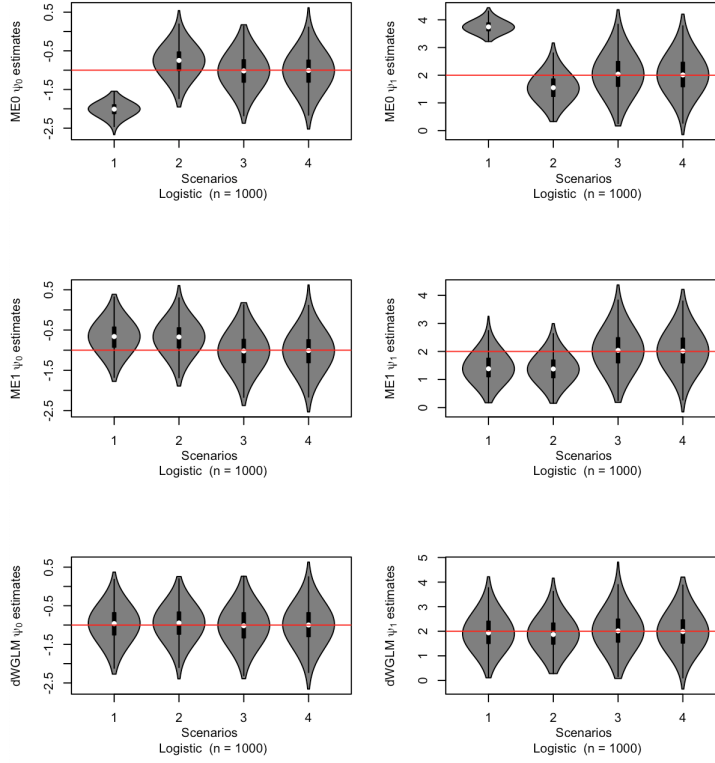 ME0 ψ0 estimates
0.5
-0.5
-1.5
-2.5
1 2 3 4
Scenarios
Logistic (n = 1000)
ME0 ψ1 estimates
4
3
2
1
0
1 2 3 4
Scenarios
Logistic (n = 1000)
ME1 ψ0 estimates
0.5
-0.5
-1.5
-2.5
1 2 3 4
Scenarios
Logistic (n = 1000)
ME1 ψ1 estimates
4
3
2
1
0
1 2 3 4
Scenarios
Logistic (n = 1000)
dWGLM ψ0 estimates
0.5
-0.5
-1.5
-2.5
1 2 3 4
Scenarios
Logistic (n = 1000)
dWGLM ψ1 estimates
5
4
3
2
1
0
1 2 3 4
Scenarios
Logistic (n = 1000)